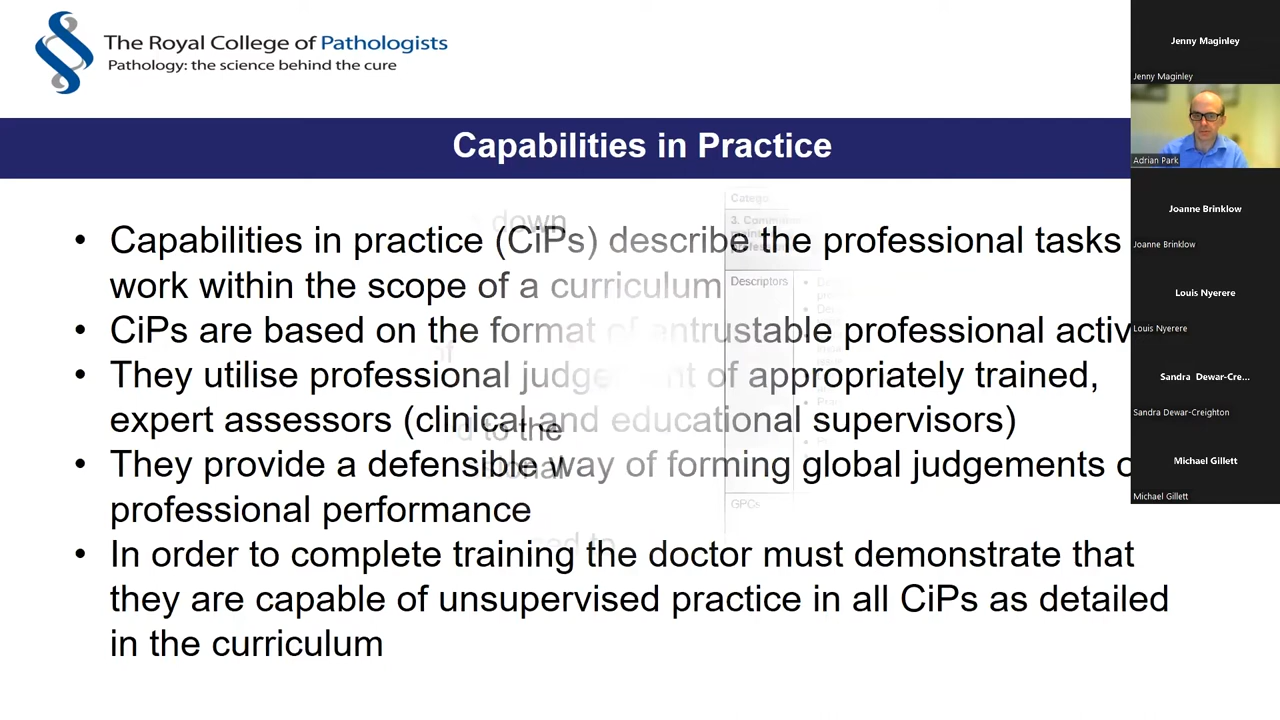 The Royal College of Pathologists
Pathology: the science behind the cure
Capabilities in Practice
• Capabilities in practice (CiPs) describe the professional tasks
work within the scope of a curriculum
• CiPs are based on the format of entrustable professional
• They utilise professional judgement of appropriately trained,
expert assessors (clinical and educational supervisors)
• They provide a defensible way of forming global judgements
professional performance
• In order to complete training the doctor must demonstrate that
they are capable of unsupervised practice in all CiPs as detailed
in the curriculum
down
to the
Descriptors
GPCs
Jenny Maginley
Jenny Maginley
Adrian Park
Joanne Brinklow
Joanne Brinklow
Louis Nyerere
Louis Nyerere
Sandra Dewar-Cre...
Sandra Dewar-Creighton
Michael Gillett
Michael Gillett